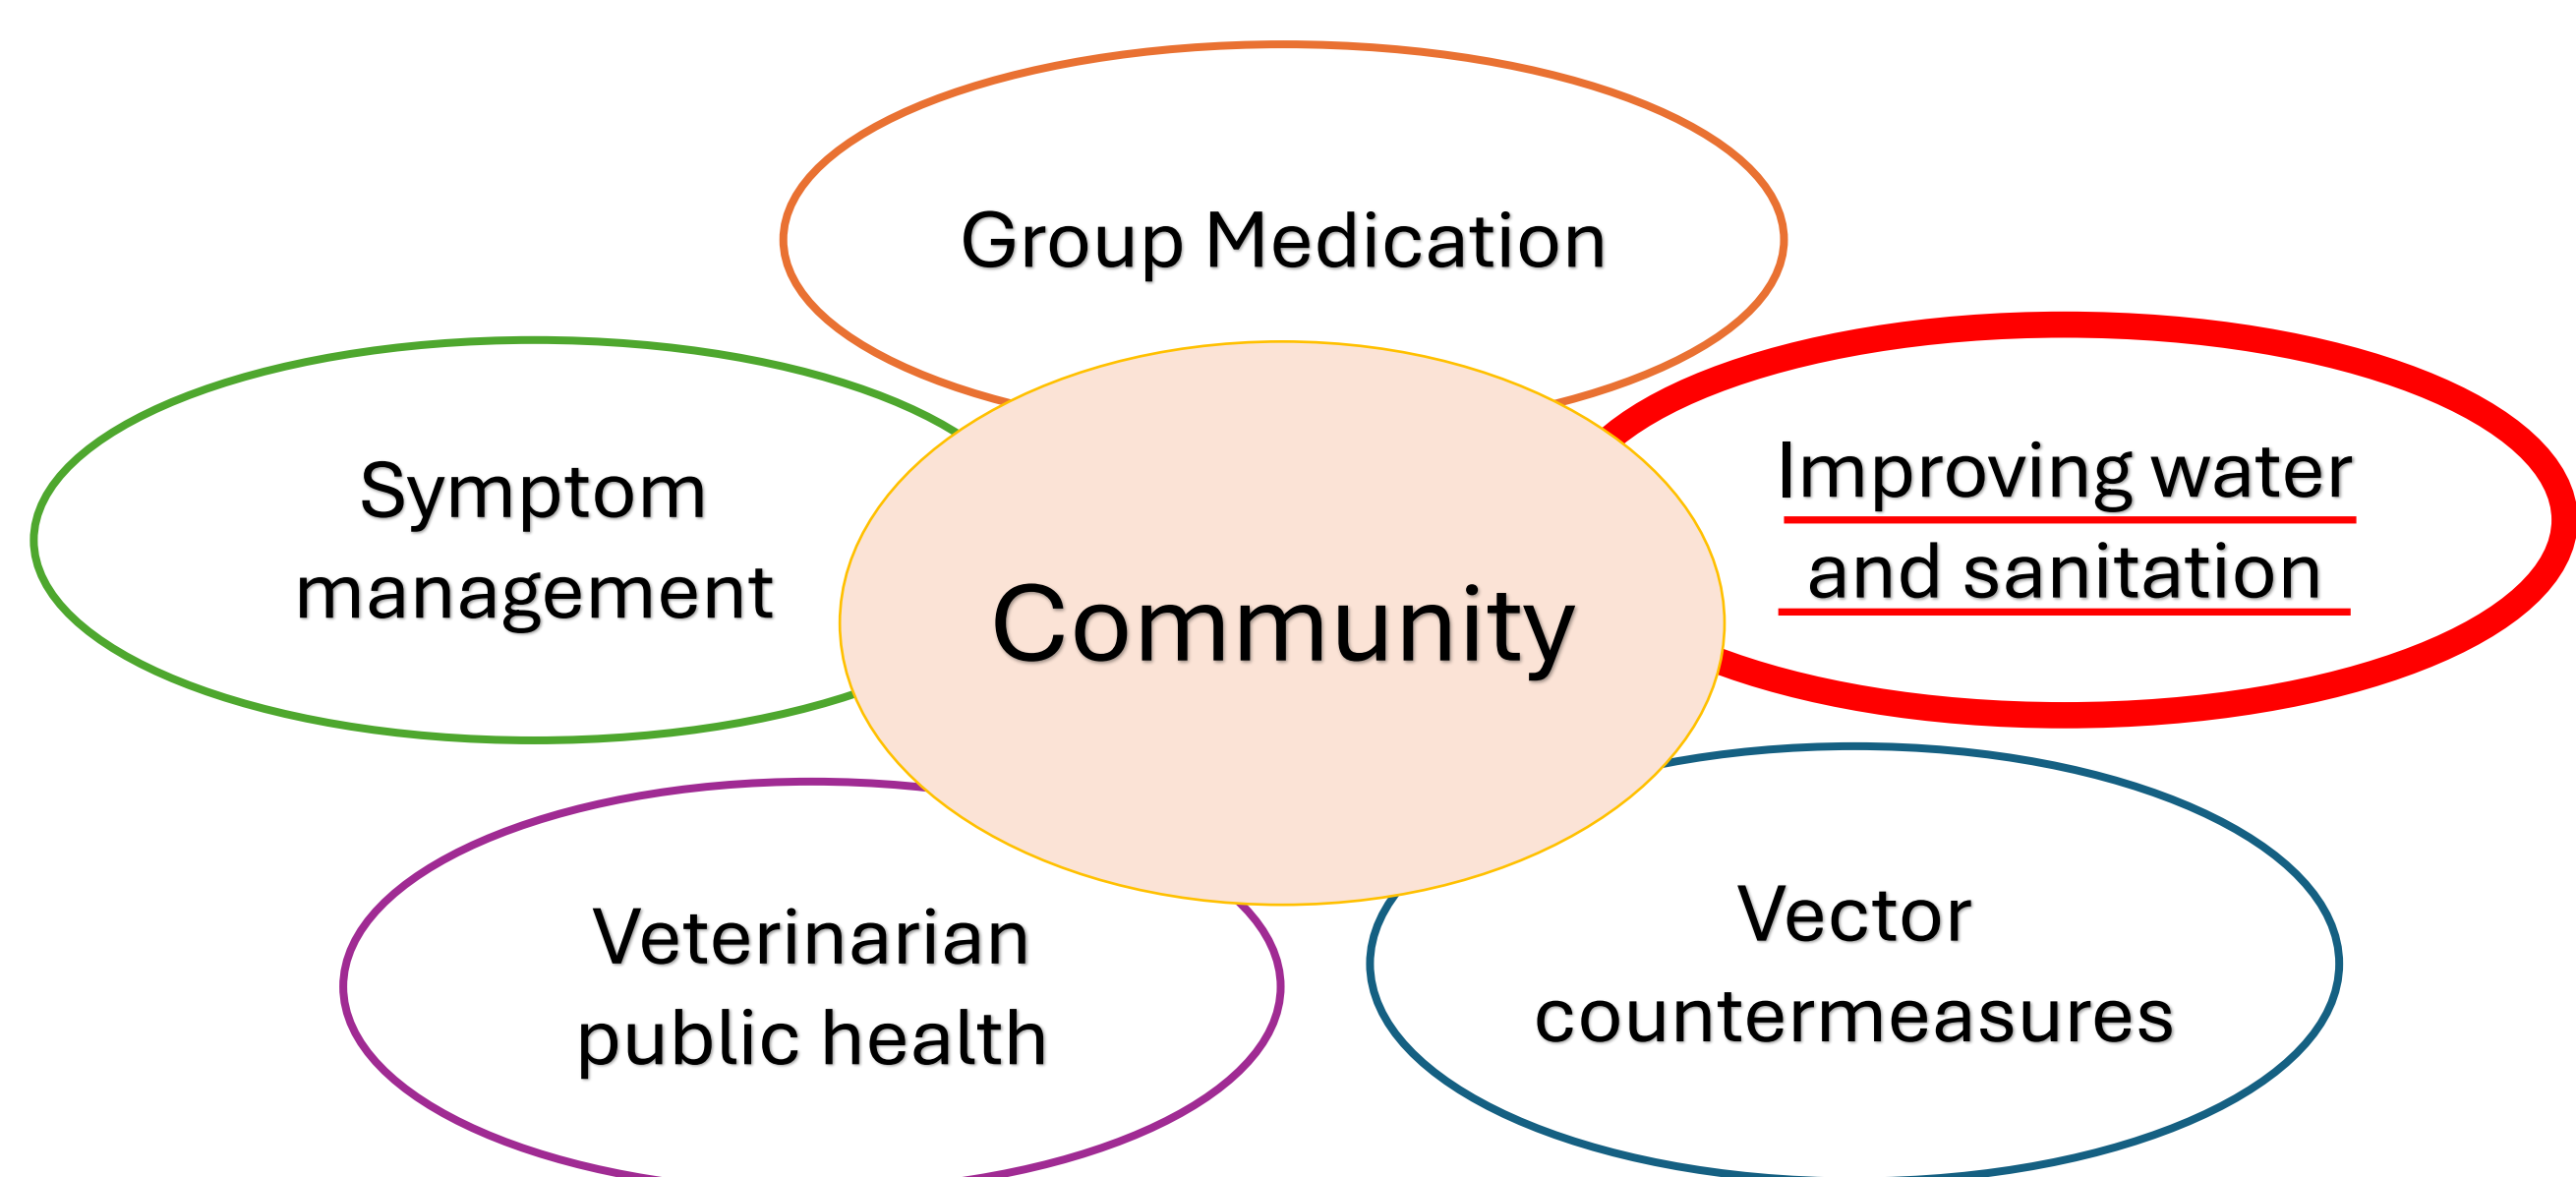 Group Medication
Symptom
management
Improving water
and sanitation
Community
Veterinarian
public health
Vector
countermeasures